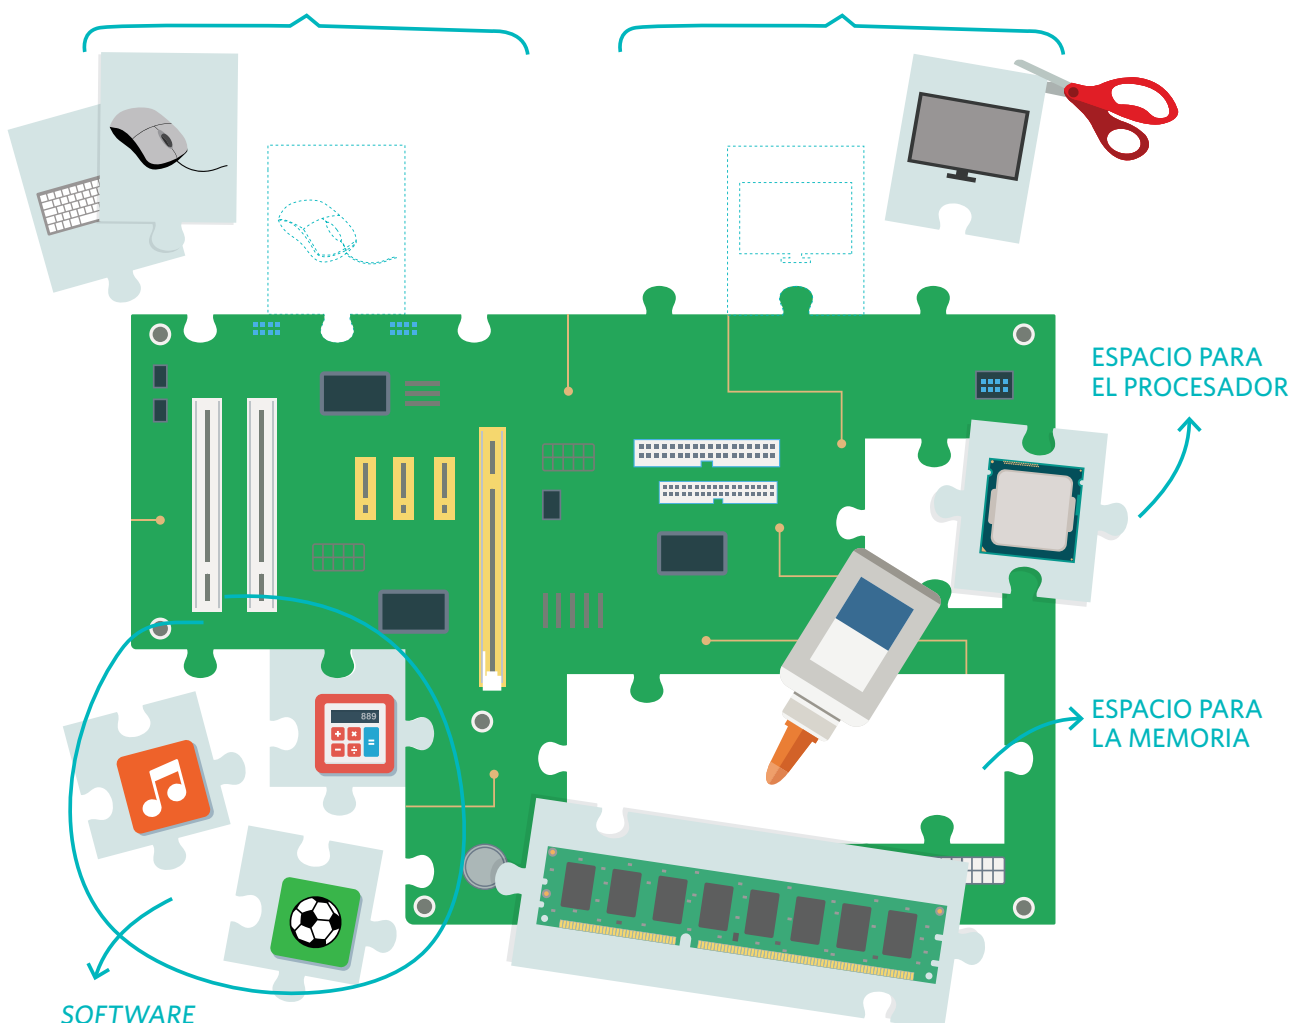 ESPACIO PARA
EL PROCESADOR
889
ESPACIO PARA
LA MEMORIA
SOFTWARE